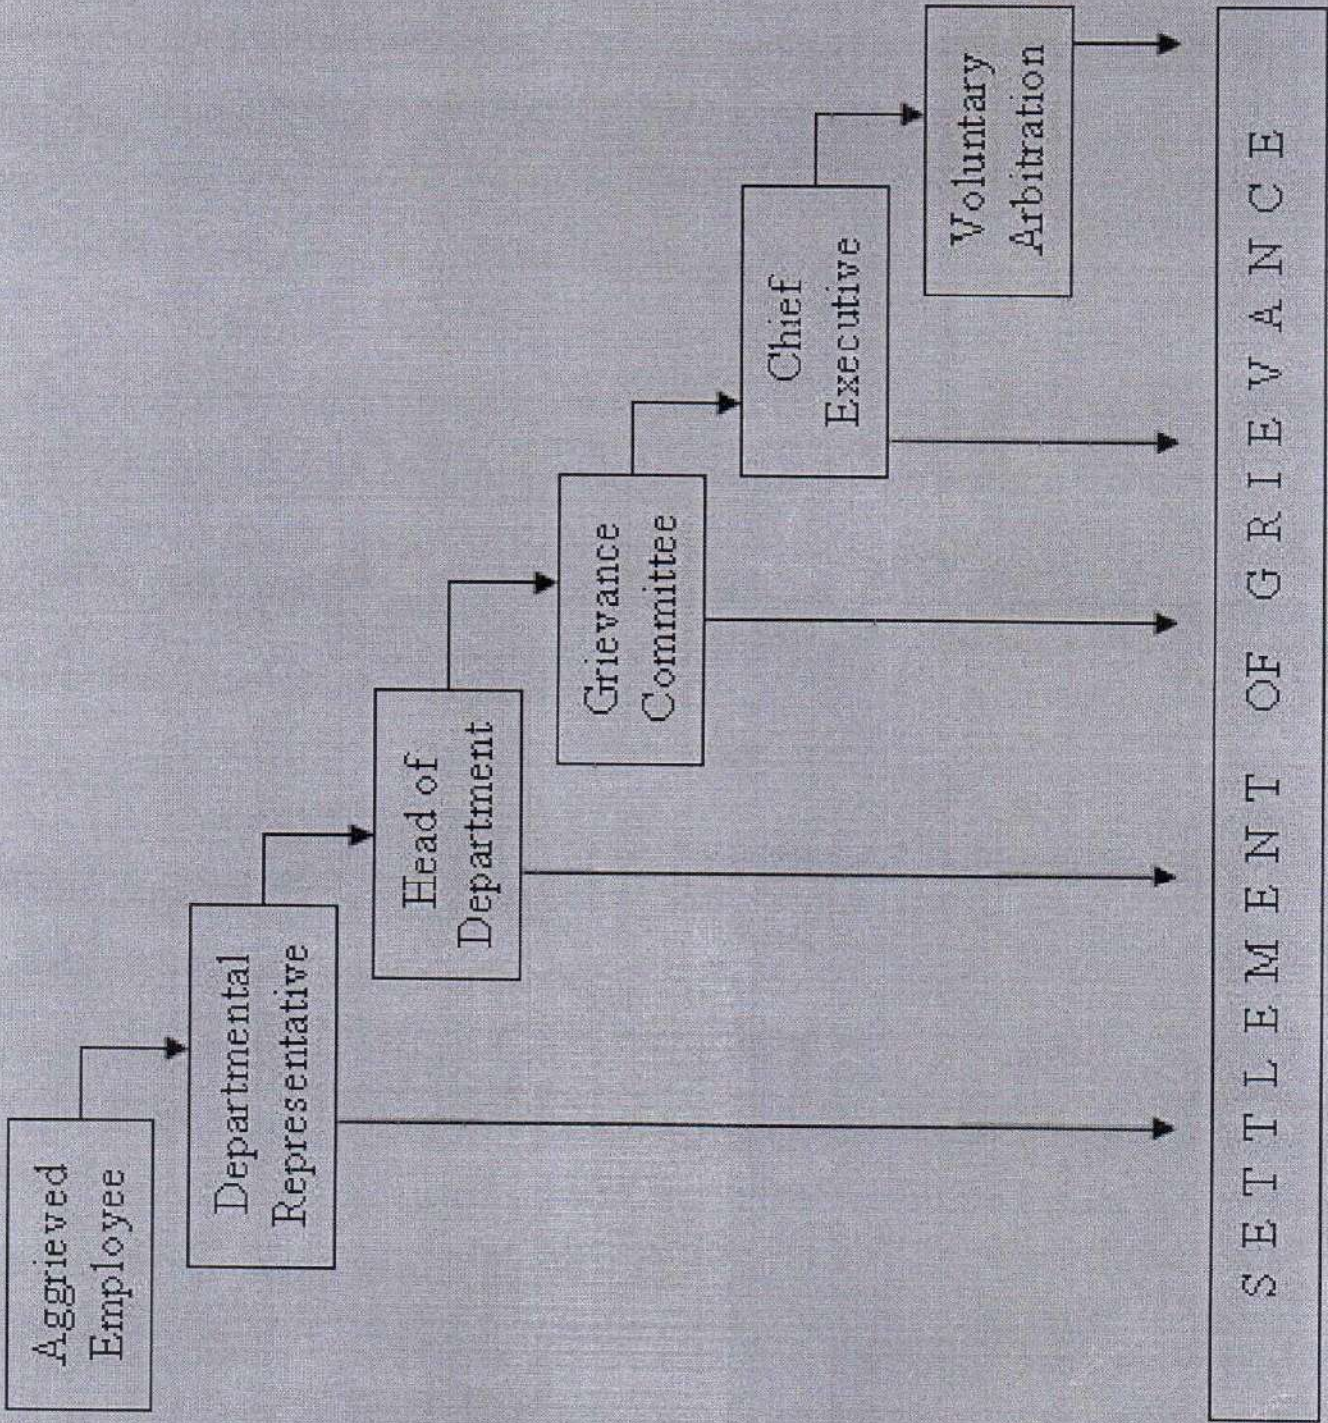 Aggrieved
Employee
Departmental
Representative
Head of
Department
Grievance
Committee
Chief
Executive
Voluntary
Arbitration
SETTLEMENT OF GRIEVANCE